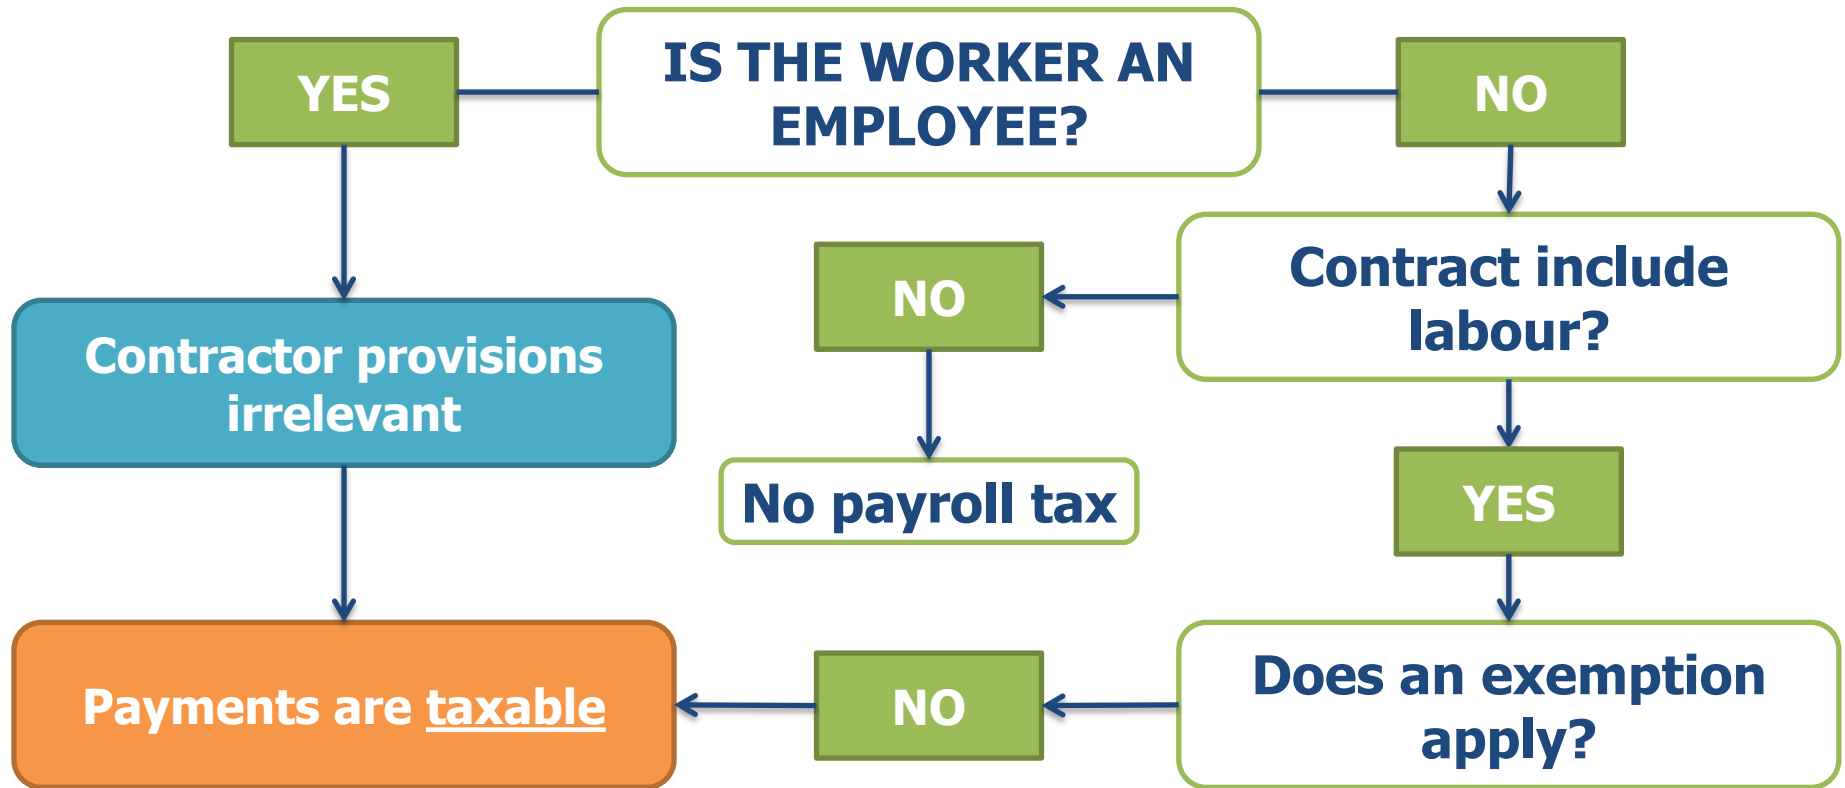 YES
IS THE WORKER AN
EMPLOYEE?
NO
Contract include
labour?
NO
Contractor provisions
irrelevant
No payroll tax
YES
Payments are taxable
NO
Does an exemption
apply?